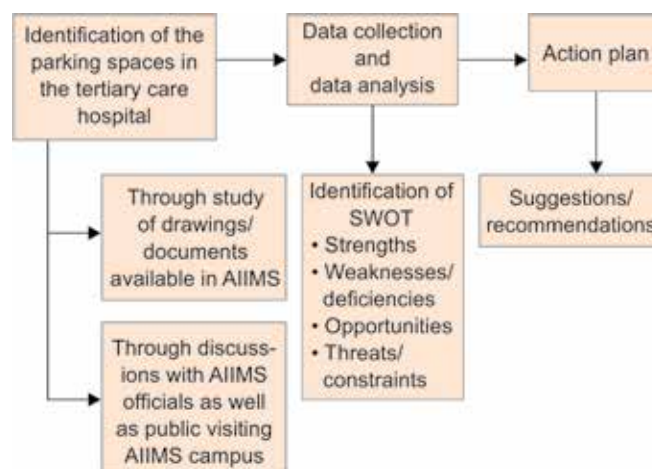 Identification of the
parking spaces in
the tertiary care
hospital
Data collection
and
data analysis
Action plan
Through study
of drawings/
documents
available in AIIMS
Identification of
SWOT
• Strengths
• Weaknesses/
deficiencies
• Opportunities
• Threats/
constraints
Suggestions/
recommendations
Through discuss-
ions with AIIMS
officials as well
as public visiting
AIIMS campus